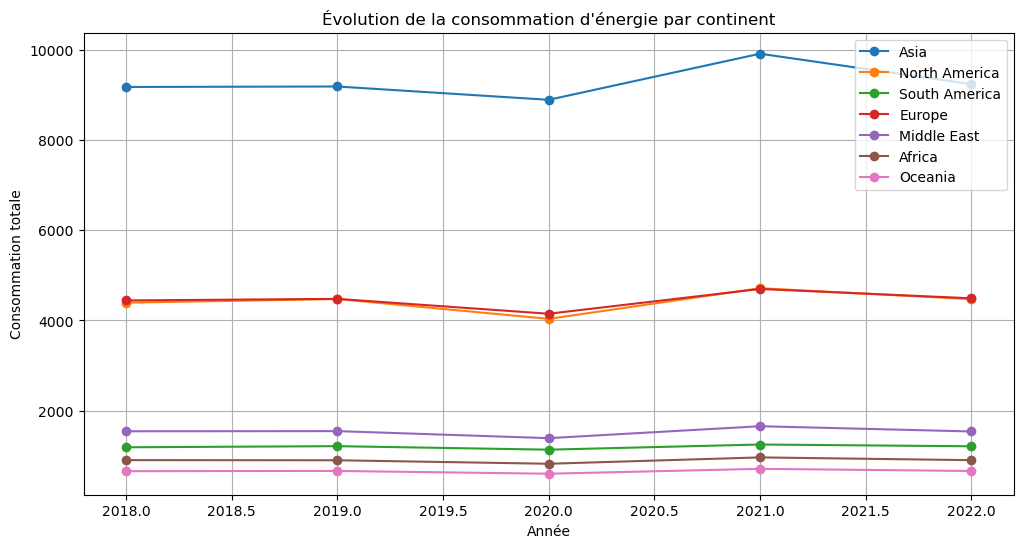 Évolution de la consommation d'énergie par continent
10000
8000
6000
4000
2000
Consommation totale
Asia
North America
South America
Europe
Middle East
Africa
Oceania
2018.0 2018.5 2019.0 2019.5 2020.0 2020.5 2021.0 2021.5 2022.0
Année